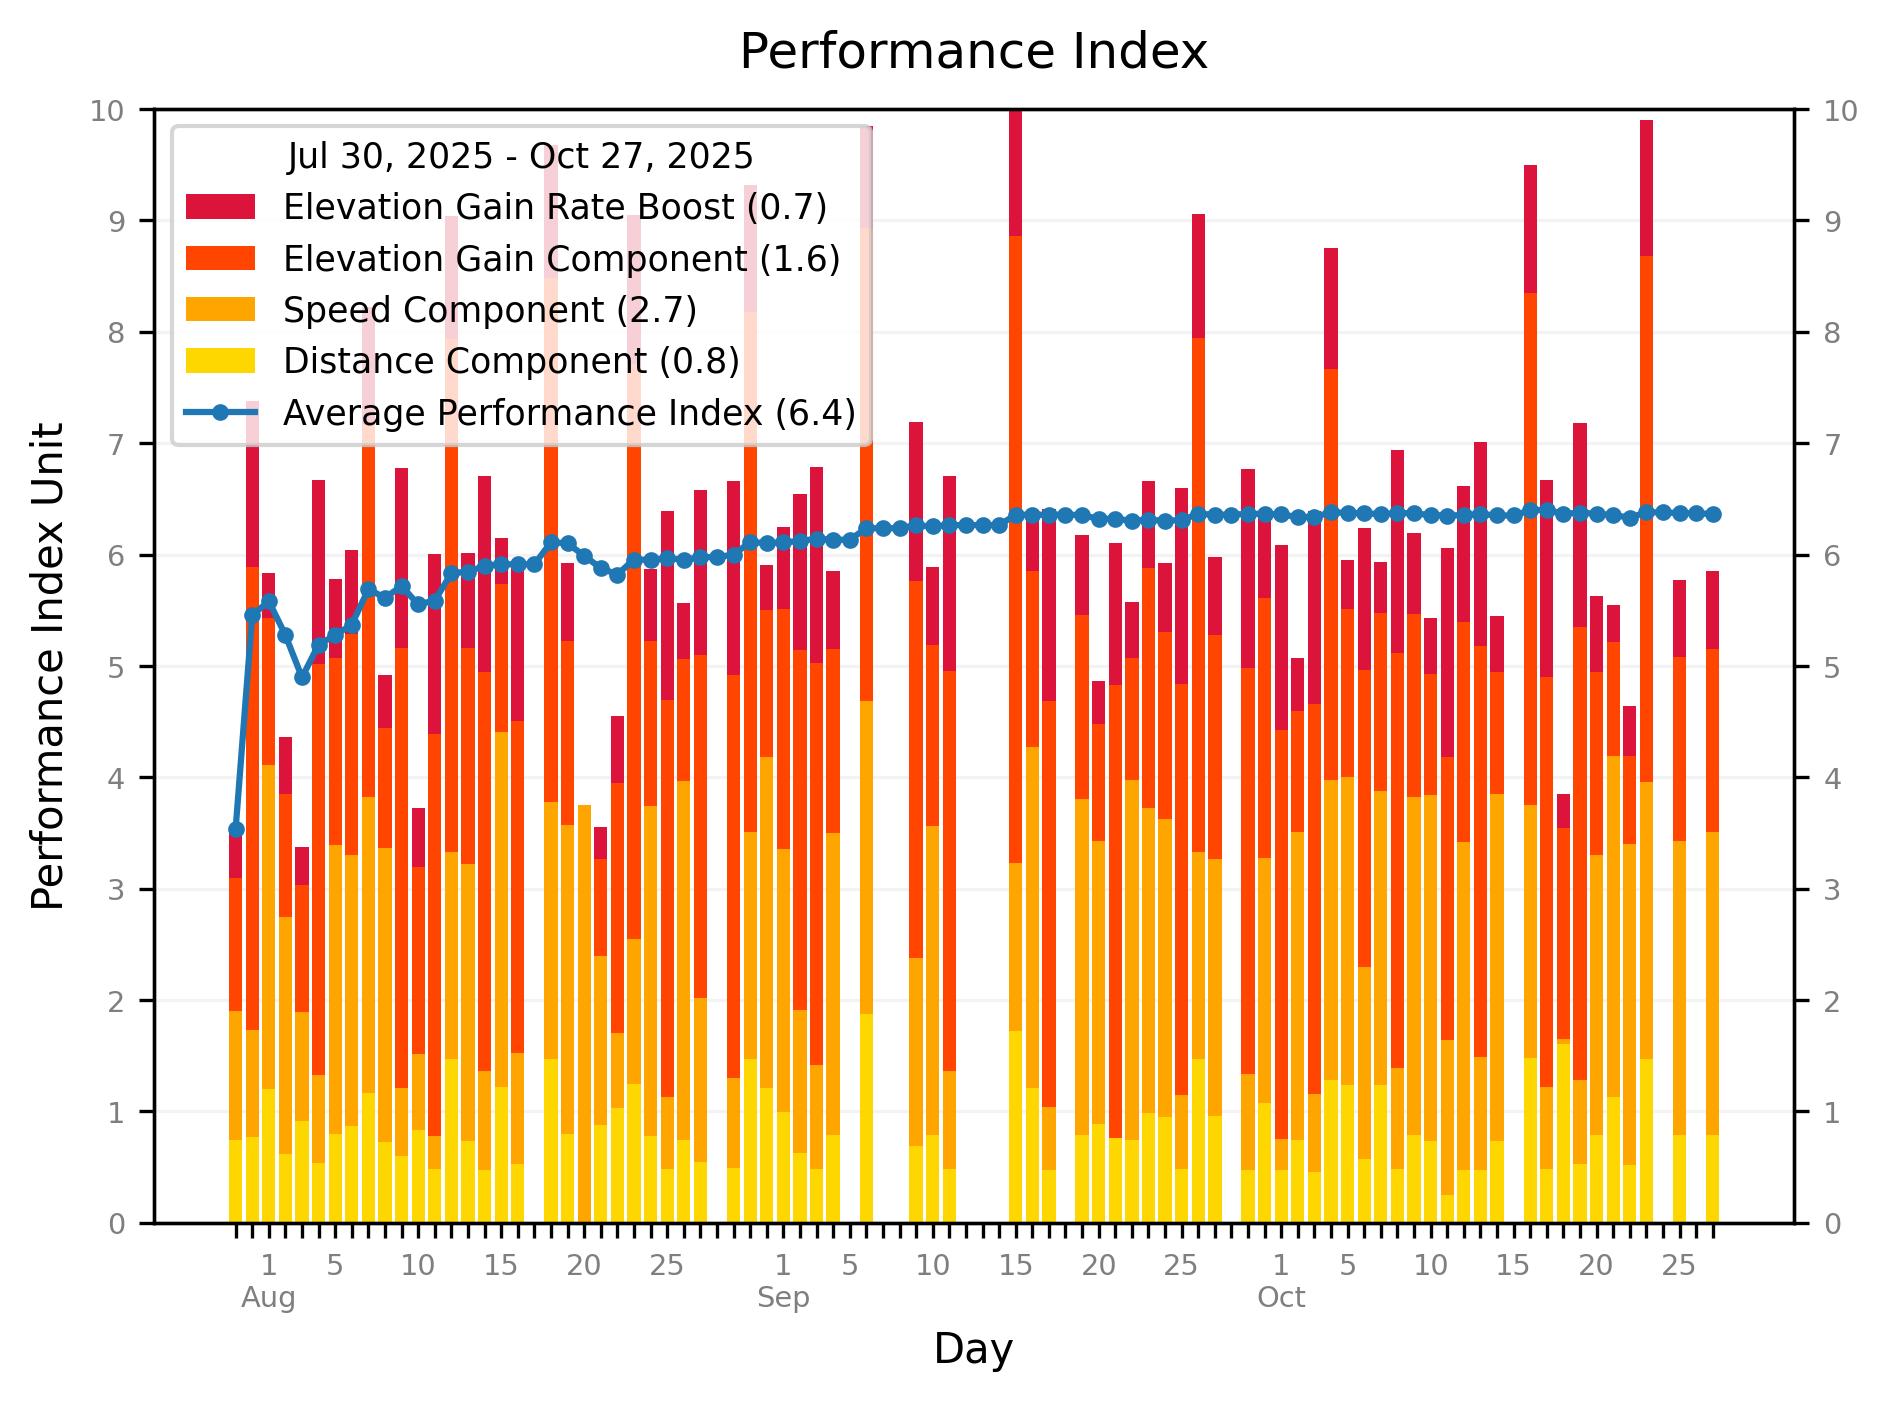 Performance Index
Jul 30, 2025 - Oct 27, 2025
Elevation Gain Rate Boost (0.7)
Elevation Gain Component (1.6)
Speed Component (2.7)
Distance Component (0.8)
Average Performance Index (6.4)
Performance Index Unit
10 10
9 9
8 8
7 7
6 6
5 5
4 4
3 3
2 2
1 1
0 0
1 5 10 15 20 25 1 5 10 15 20 25 1 5 10 15 20 25
Aug Sep Oct
Day